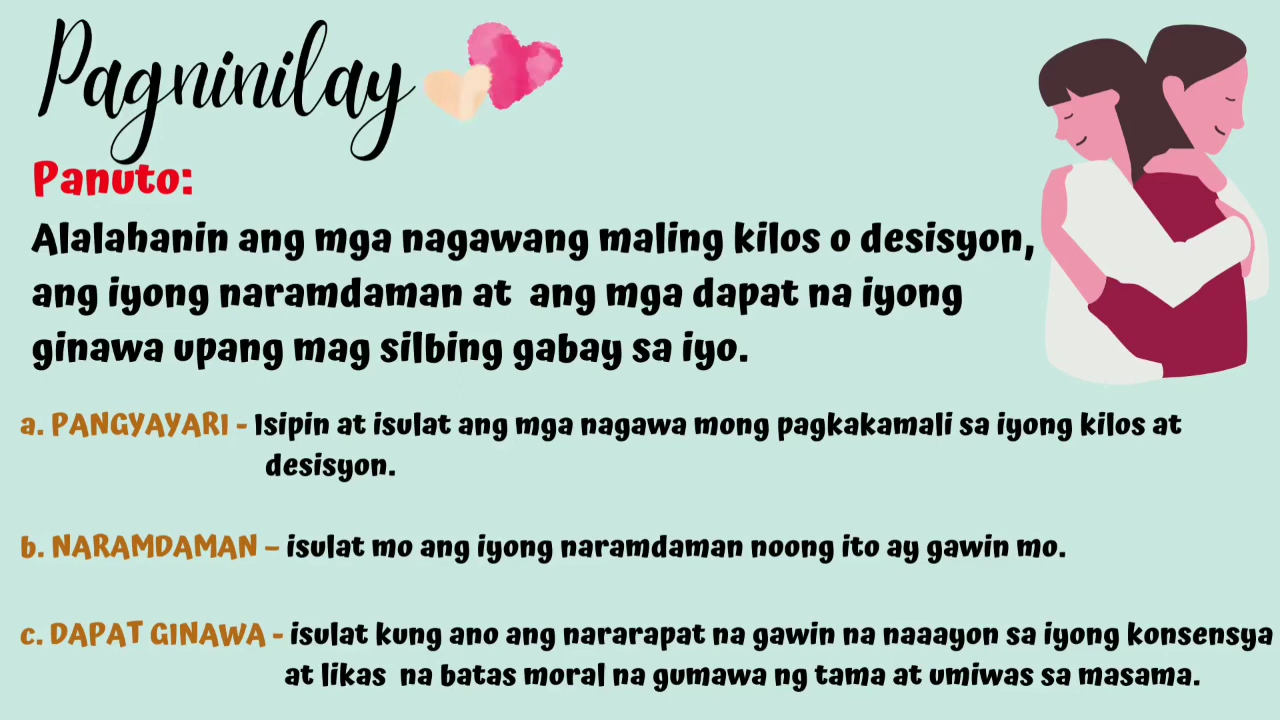 Pagninilay
Panuto:
Alalahanin ang mga nagawang maling kilos o desisyon,
ang iyong naramdaman at ang mga dapat na iyong
ginawa upang mag silbing gabay sa iyo.
a. PANGYAYARI - Isipin at isulat ang mga nagawa mong pagkakamali sa iyong kilos at
desisyon.
b. NARAMDAMAN – isulat mo ang iyong naramdaman noong ito ay gawin mo.
c. DAPAT GINAWA - isulat kung ano ang nararapat na gawin na naaayon sa iyong konsensya
at likas na batas moral na gumawa ng tama at umiwas sa masama.